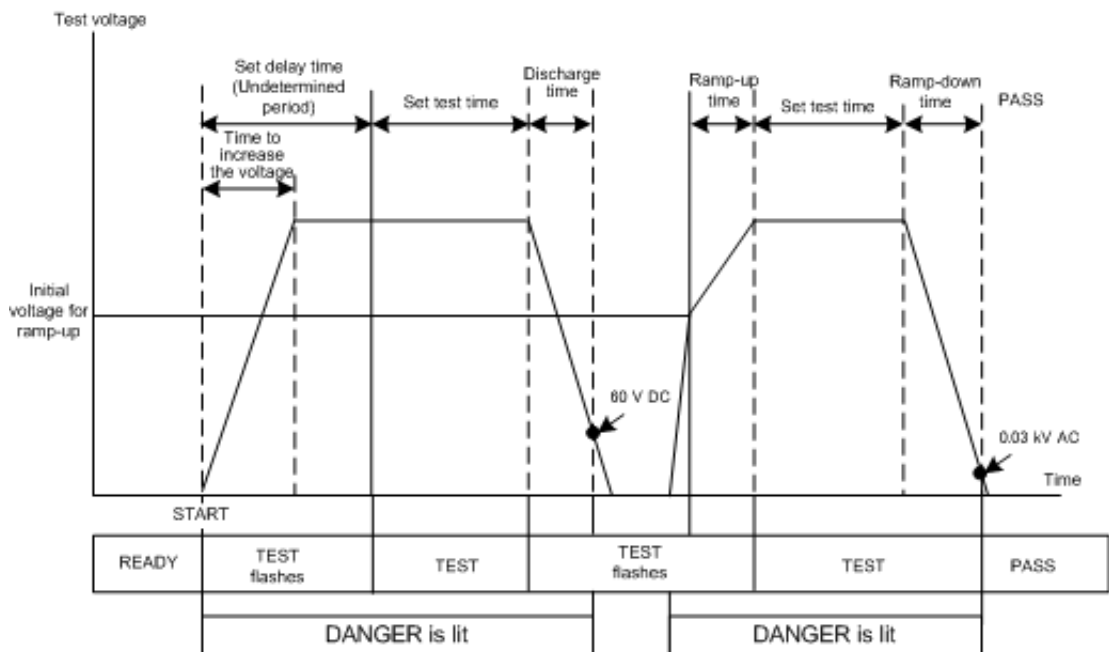 Test voltage
Set delay time
(Undetermined
period)
Set test time
Discharge
time
Ramp-up
time
Set test time
Ramp-down
time
PASS
Time to
increase
the voltage
Initial
voltage for
ramp-up
60 V DC
0.03 kV AC
Time
START
READY
TEST
flashes
TEST
TEST
flashes
TEST
PASS
DANGER is lit
DANGER is lit